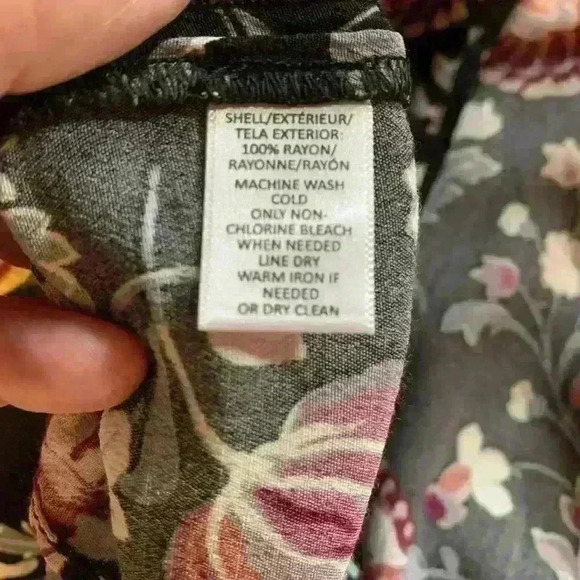 SHELL/EXTÉRIEUR/
TELA EXTERIOR:
100% RAYON/
RAYONNE/RAYÓN
MACHINE WASH
COLD
ONLY NON-
CHLORINE BLEACH
WHEN NEEDED
LINE DRY
WARM IRON IF
NEEDED
OR DRY CLEAN